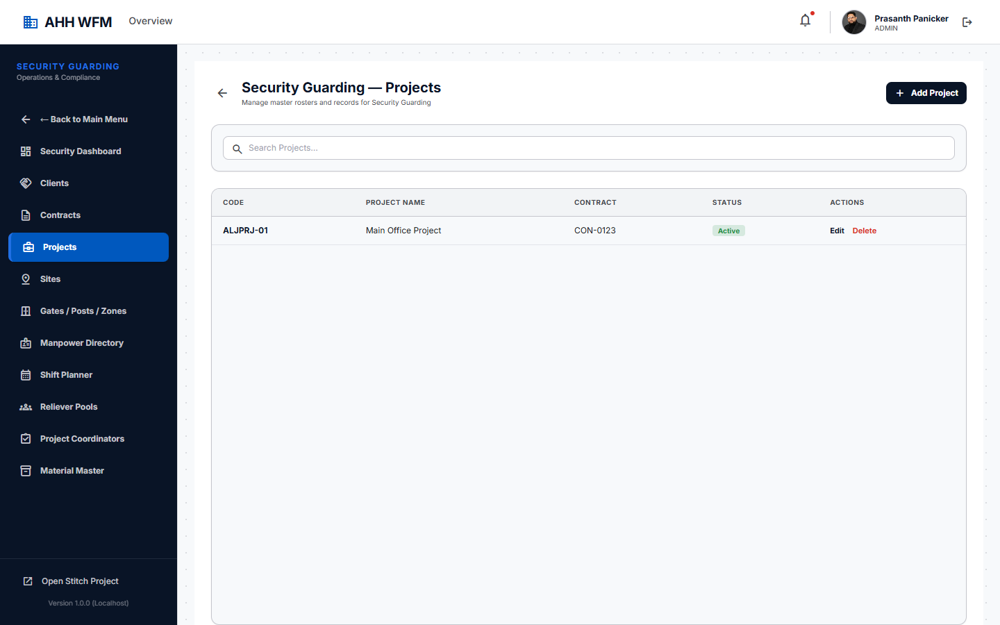 AHH WFM
Overview
Prasanth Panicker
ADMIN
SECURITY GUARDING
Operations & Compliance
← Back to Main Menu
Security Dashboard
Clients
Contracts
Projects
Sites
Gates / Posts / Zones
Manpower Directory
Shift Planner
Reliever Pools
Project Coordinators
Material Master
Open Stitch Project
Version 1.0.0 (Localhost)
Security Guarding — Projects
Manage master rosters and records for Security Guarding
Add Project
Search Projects...
CODE PROJECT NAME CONTRACT STATUS ACTIONS
ALJPRJ-01 Main Office Project CON-0123 Active Edit Delete